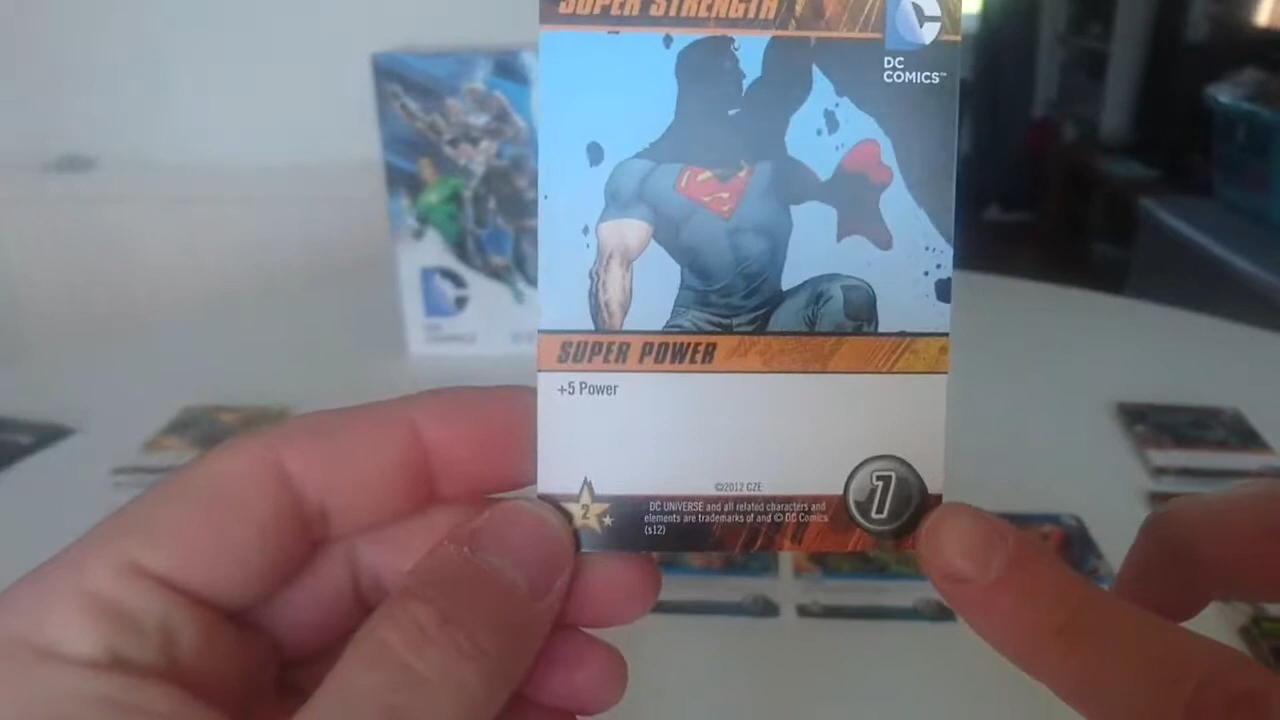 SUPER STRENGTH
DC
COMICS™
SUPER POWER
+5 Power
©2012 CZE
2
DC UNIVERSE and all related characters and
elements are trademarks of and © DC Comics.
(s12)
7